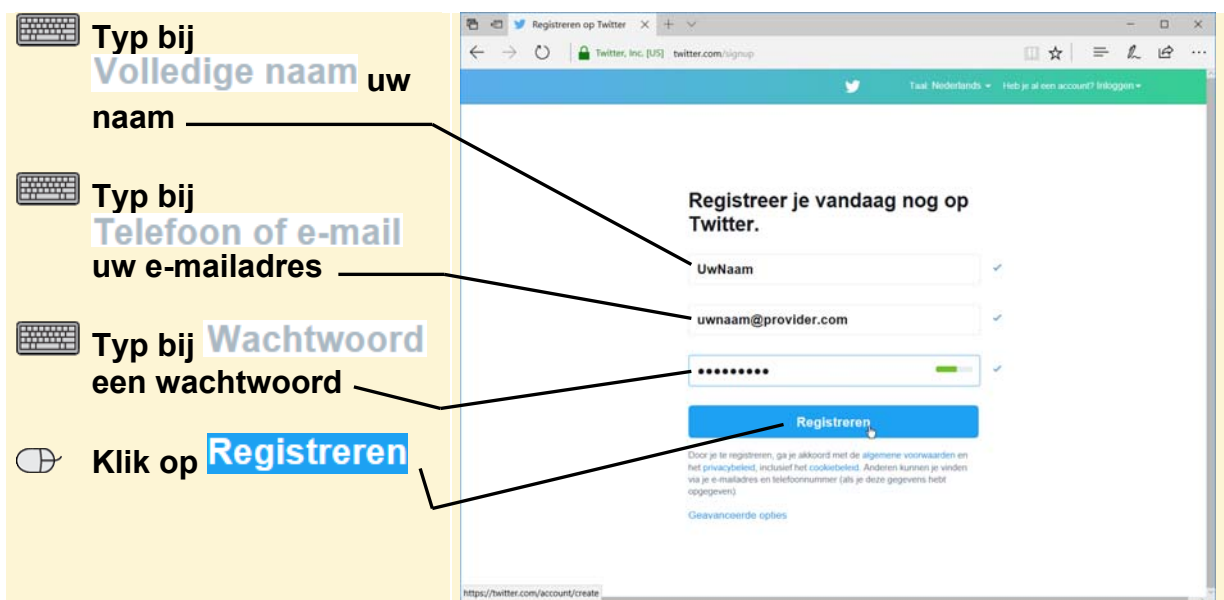 Typ bij
Volledige naam uw
naam
Typ bij
Telefoon of e-mail
uw e-mailadres
Typ bij Wachtwoord
een wachtwoord
Klik op Registreren
Registreren op Twitter
Twitter, Inc. [US] twitter.com/signup
Taal: Nederlands Heb je al een account? Inloggen
Registreer je vandaag nog op
Twitter.
UwNaam
uwnaam@provider.com
Registreren
Door je te registreren, ga je akkoord met de algemene voorwaarden en
het privacybeleid, inclusief het cookiebeleid. Anderen kunnen je vinden
via je e-mailadres en telefoonnummer (als je deze gegevens hebt
opgegeven)
Geavanceerde opties
https://twitter.com/account/create